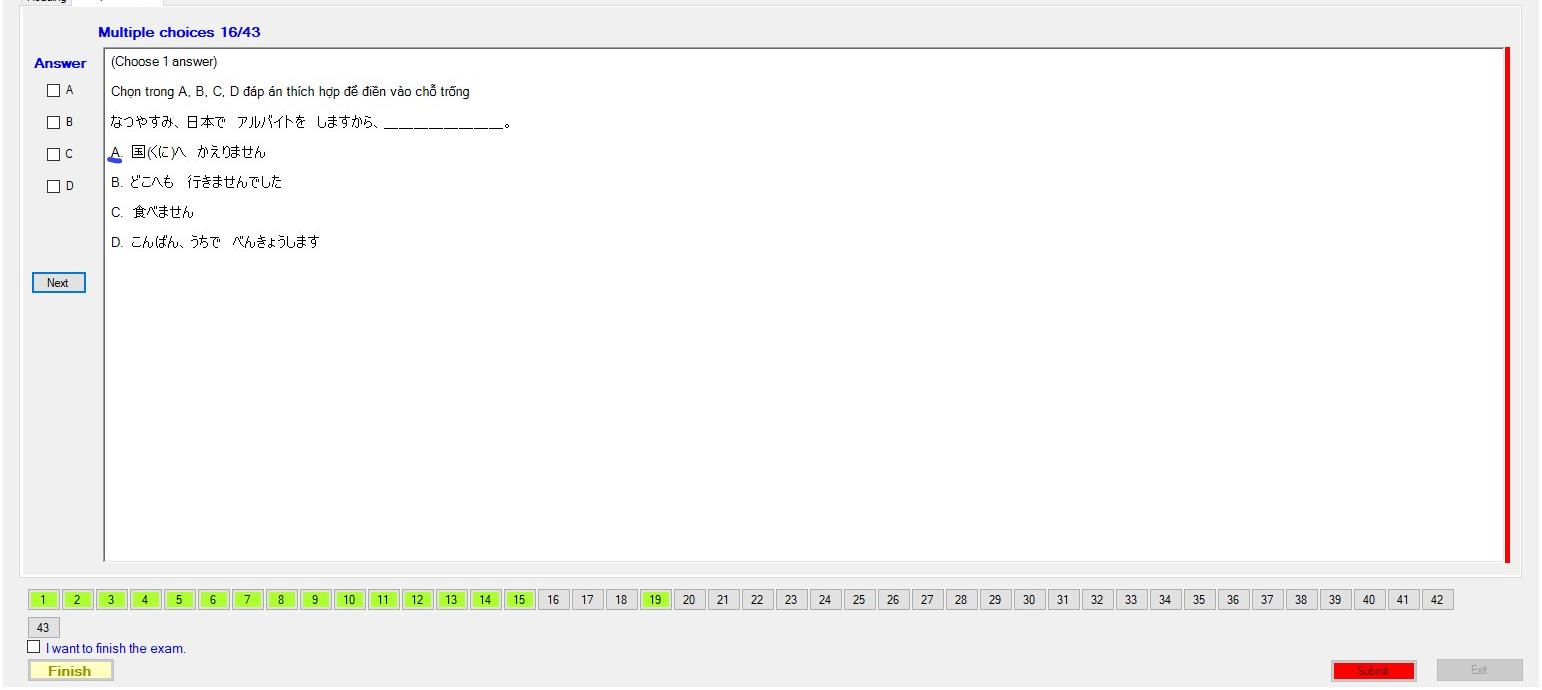 Multiple choices 16/43
Answer
(Choose 1 answer)
A
Chọn trong A, B, C, D đáp án thích hợp để điền vào chỗ trống
B
なつやすみ、日本で アルバイトを しますから、________________。
C
A. 国(くに)へ かえりません
D
B. どこへも 行きませんでした
C. 食べません
D. こんばん、うちで べんきょうします
Next
1 2 3 4 5 6 7 8 9 10 11 12 13 14 15 16 17 18 19 20 21 22 23 24 25 26 27 28 29 30 31 32 33 34 35 36 37 38 39 40 41 42
43
I want to finish the exam.
Finish
Submit
Exit